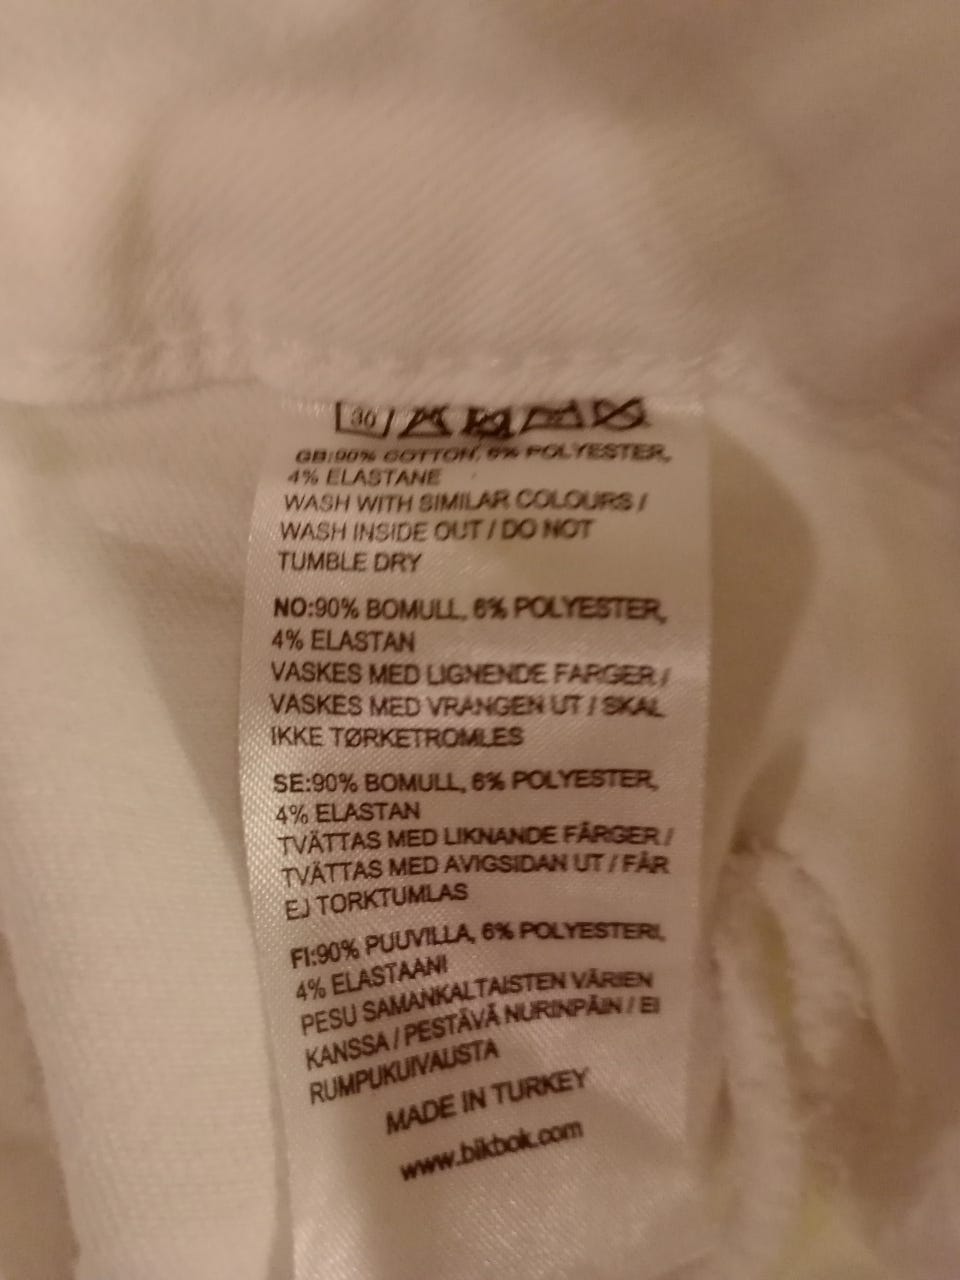 30
GB:90% COTTON, 6% POLYESTER,
4% ELASTANE
WASH WITH SIMILAR COLOURS /
WASH INSIDE OUT / DO NOT
TUMBLE DRY
NO:90% BOMULL, 6% POLYESTER,
4% ELASTAN
VASKES MED LIGNENDE FARGER /
VASKES MED VRANGEN UT / SKAL
IKKE TØRKETROMLES
SE:90% BOMULL, 6% POLYESTER,
4% ELASTAN
TVÄTTAS MED LIKNANDE FÄRGER /
TVÄTTAS MED AVIGSIDAN UT / FÅR
EJ TORKTUMLAS
FI:90% PUUVILLA, 6% POLYESTERI,
4% ELASTAANI
PESU SAMANKALTAISTEN VÄRIEN
KANSSA / PESTÄVÄ NURINPÄIN / EI
RUMPUKUIVAUSTA
MADE IN TURKEY
www.bikbok.com